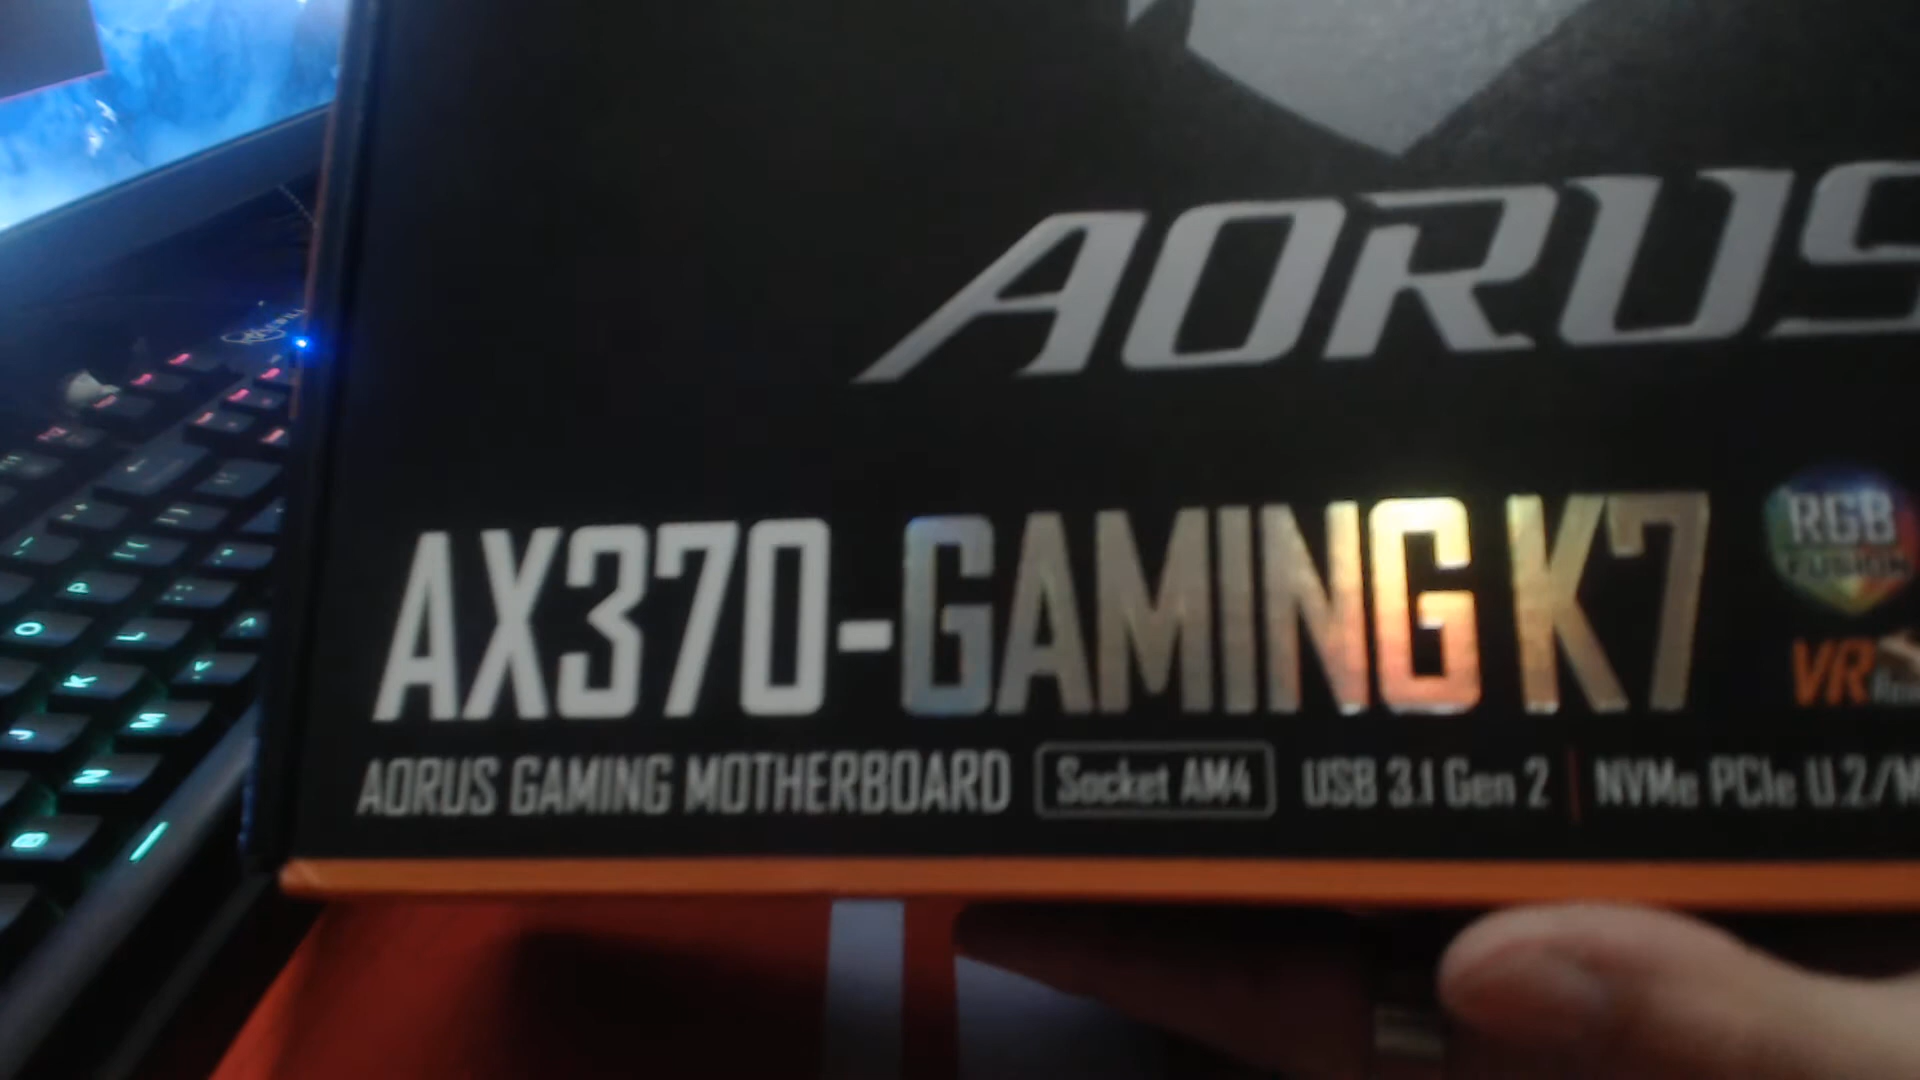 AORUS
AX370-GAMING K7
RGB
FUSION
VR
AORUS GAMING MOTHERBOARD Socket AM4 USB 3.1 Gen 2 | NVMe PCIe U.2/M
P
O
L
K
J
M
N
B